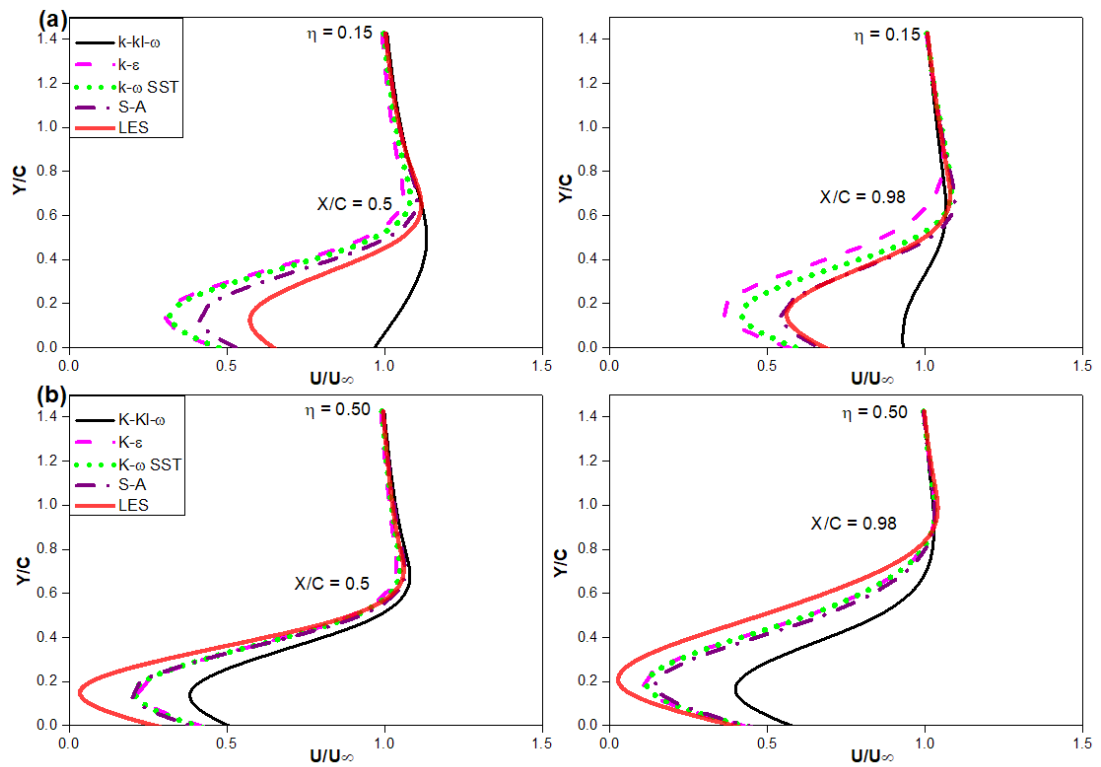 (a)
k-kl-ω
k-ε
k-ω SST
S-A
LES
η = 0.15
X/C = 0.5
Y/C
1.4
1.2
1.0
0.8
0.6
0.4
0.2
0.0
0.0 0.5 1.0 1.5
U/U∞
η = 0.15
X/C = 0.98
Y/C
1.4
1.2
1.0
0.8
0.6
0.4
0.2
0.0
0.0 0.5 1.0 1.5
U/U∞
(b)
K-Kl-ω
K-ε
K-ω SST
S-A
LES
η = 0.50
X/C = 0.5
Y/C
1.4
1.2
1.0
0.8
0.6
0.4
0.2
0.0
0.0 0.5 1.0 1.5
U/U∞
η = 0.50
X/C = 0.98
Y/C
1.4
1.2
1.0
0.8
0.6
0.4
0.2
0.0
0.0 0.5 1.0 1.5
U/U∞